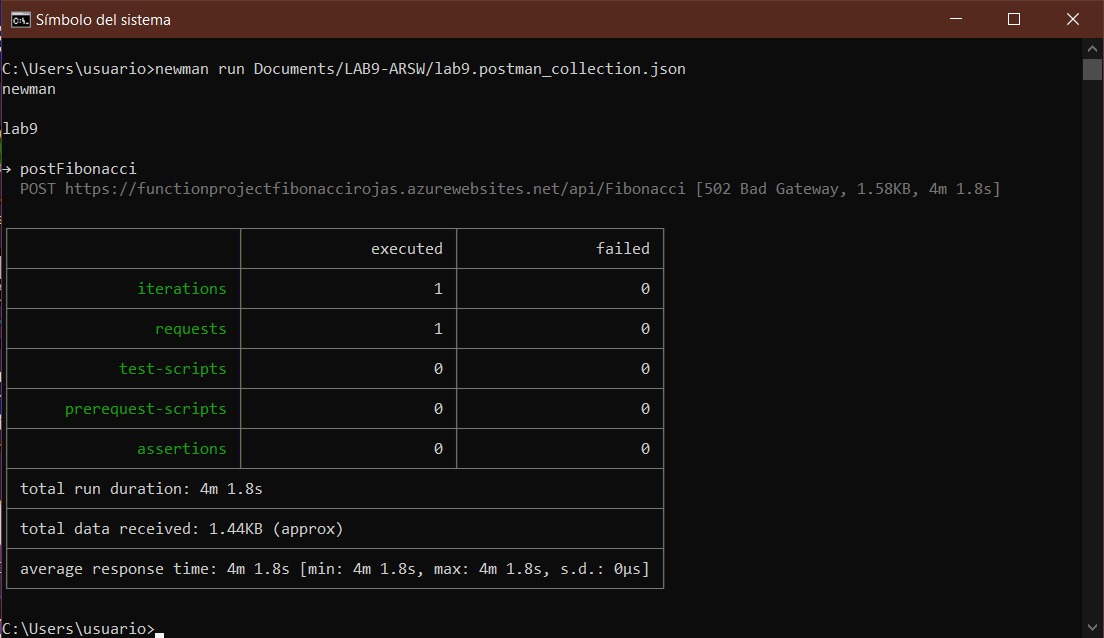 Símbolo del sistema
C:\Users\usuario>newman run Documents/LAB9-ARSW/lab9.postman_collection.json
newman
lab9
→ postFibonacci
POST https://functionprojectfibonaccirojas.azurewebsites.net/api/Fibonacci [502 Bad Gateway, 1.58KB, 4m 1.8s]
executed failed
iterations 1 0
requests 1 0
test-scripts 0 0
prerequest-scripts 0 0
assertions 0 0
total run duration: 4m 1.8s
total data received: 1.44KB (approx)
average response time: 4m 1.8s [min: 4m 1.8s, max: 4m 1.8s, s.d.: 0µs]
C:\Users\usuario>